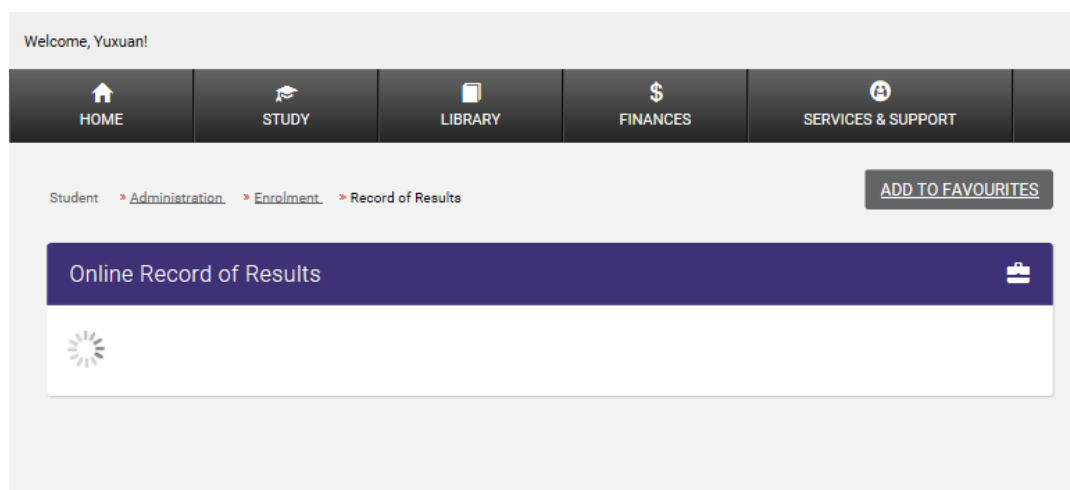 Welcome, Yuxuan!
HOME STUDY LIBRARY $ FINANCES SERVICES & SUPPORT
Student » Administration » Enrolment » Record of Results
ADD TO FAVOURITES
Online Record of Results